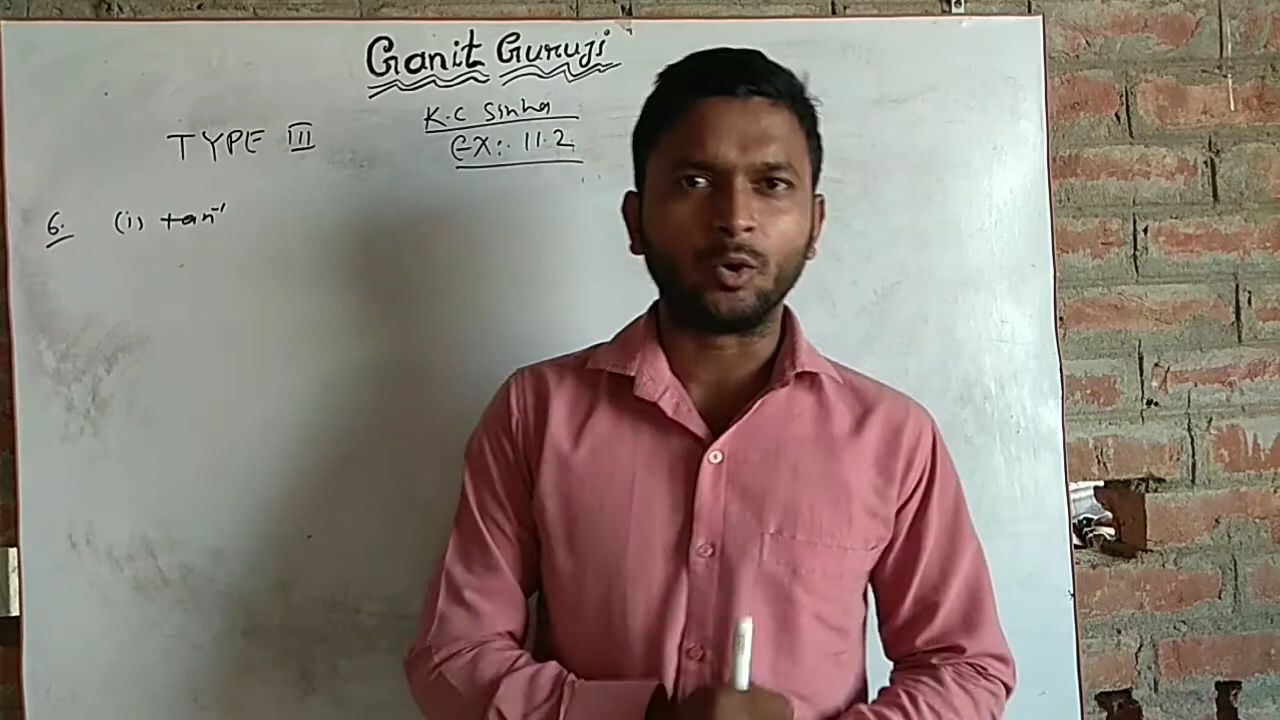 Ganit Guruji
K.C Sinha
TYPE III
EX:. 11.2
6. (i) tan⁻¹